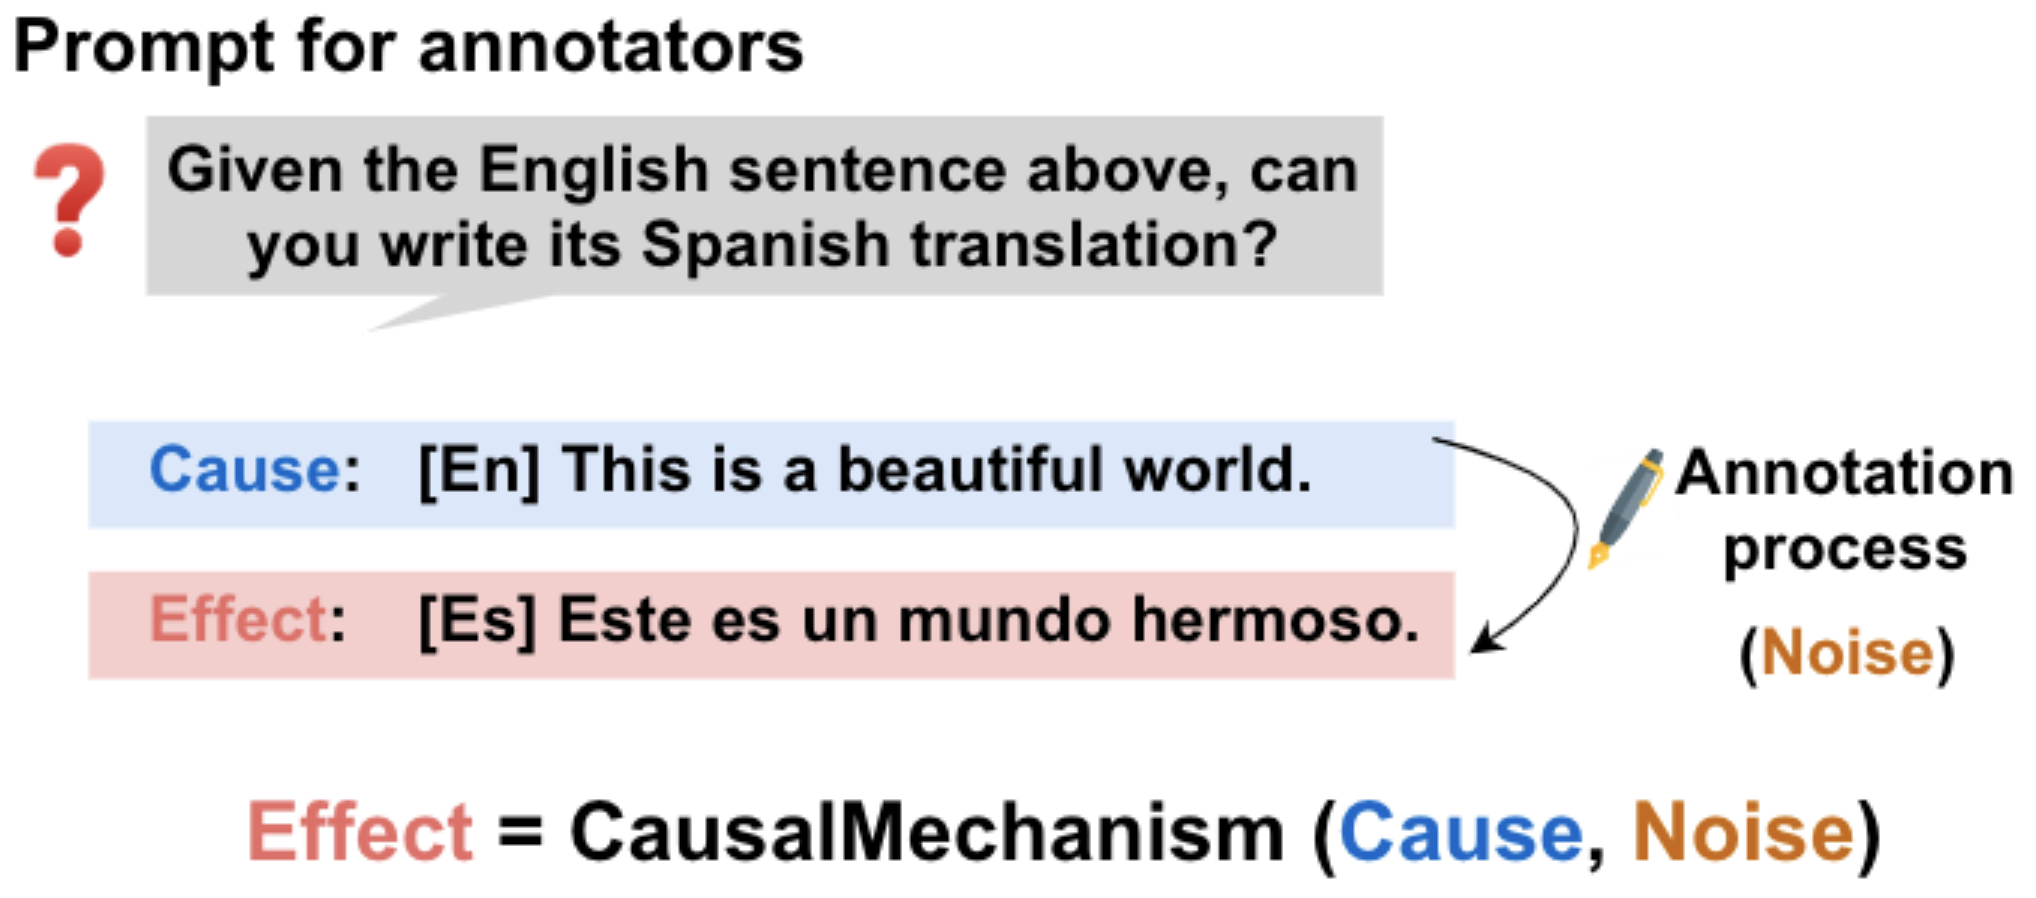 Prompt for annotators
Given the English sentence above, can
you write its Spanish translation?
Cause: [En] This is a beautiful world.
Effect: [Es] Este es un mundo hermoso.
Annotation
process
(Noise)
Effect = CausalMechanism (Cause, Noise)